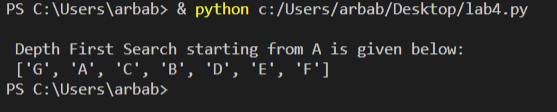 PS C:\Users\arbab> & python c:/Users/arbab/Desktop/lab4.py
Depth First Search starting from A is given below:
['G', 'A', 'C', 'B', 'D', 'E', 'F']
PS C:\Users\arbab>